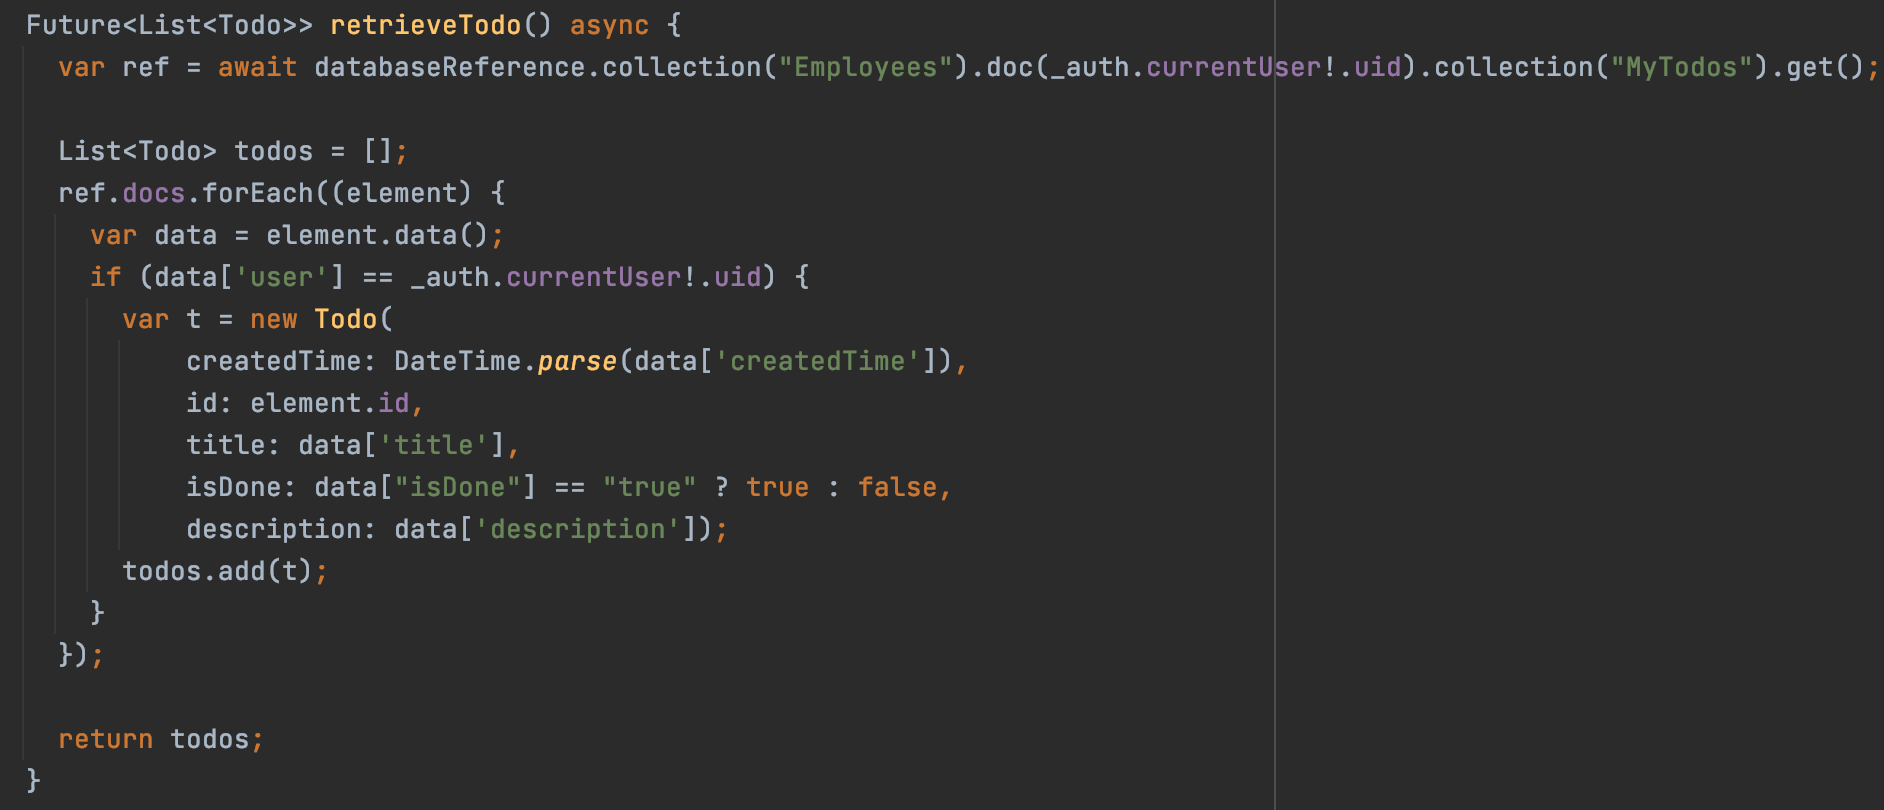 Future<List<Todo>> retrieveTodo() async {
  var ref = await databaseReference.collection("Employees").doc(_auth.currentUser!.uid).collection("MyTodos").get();

  List<Todo> todos = [];
  ref.docs.forEach((element) {
    var data = element.data();
    if (data['user'] == _auth.currentUser!.uid) {
      var t = new Todo(
          createdTime: DateTime.parse(data['createdTime']),
          id: element.id,
          title: data['title'],
          isDone: data["isDone"] == "true" ? true : false,
          description: data['description']);
      todos.add(t);
    }
  });

  return todos;
}